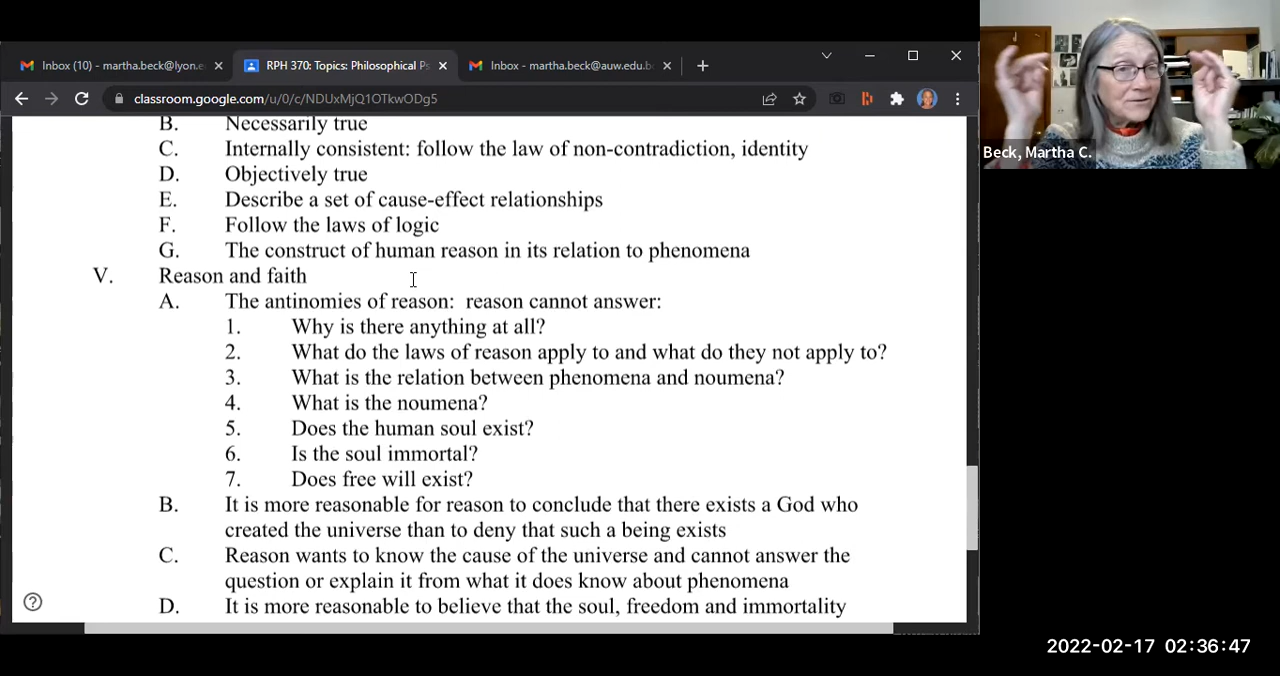 Inbox (10) - martha.beck@lyon.e
RPH 370: Topics: Philosophical P
Inbox - martha.beck@auw.edu.b
classroom.google.com/u/0/c/NDUxMjQ1OTkwODg5
Beck, Martha C.
B. Necessarily true
C. Internally consistent: follow the law of non-contradiction, identity
D. Objectively true
E. Describe a set of cause-effect relationships
F. Follow the laws of logic
G. The construct of human reason in its relation to phenomena
V. Reason and faith
A. The antinomies of reason: reason cannot answer:
1. Why is there anything at all?
2. What do the laws of reason apply to and what do they not apply to?
3. What is the relation between phenomena and noumena?
4. What is the noumena?
5. Does the human soul exist?
6. Is the soul immortal?
7. Does free will exist?
B. It is more reasonable for reason to conclude that there exists a God who
created the universe than to deny that such a being exists
C. Reason wants to know the cause of the universe and cannot answer the
question or explain it from what it does know about phenomena
D. It is more reasonable to believe that the soul, freedom and immortality
2022-02-17 02:36:47